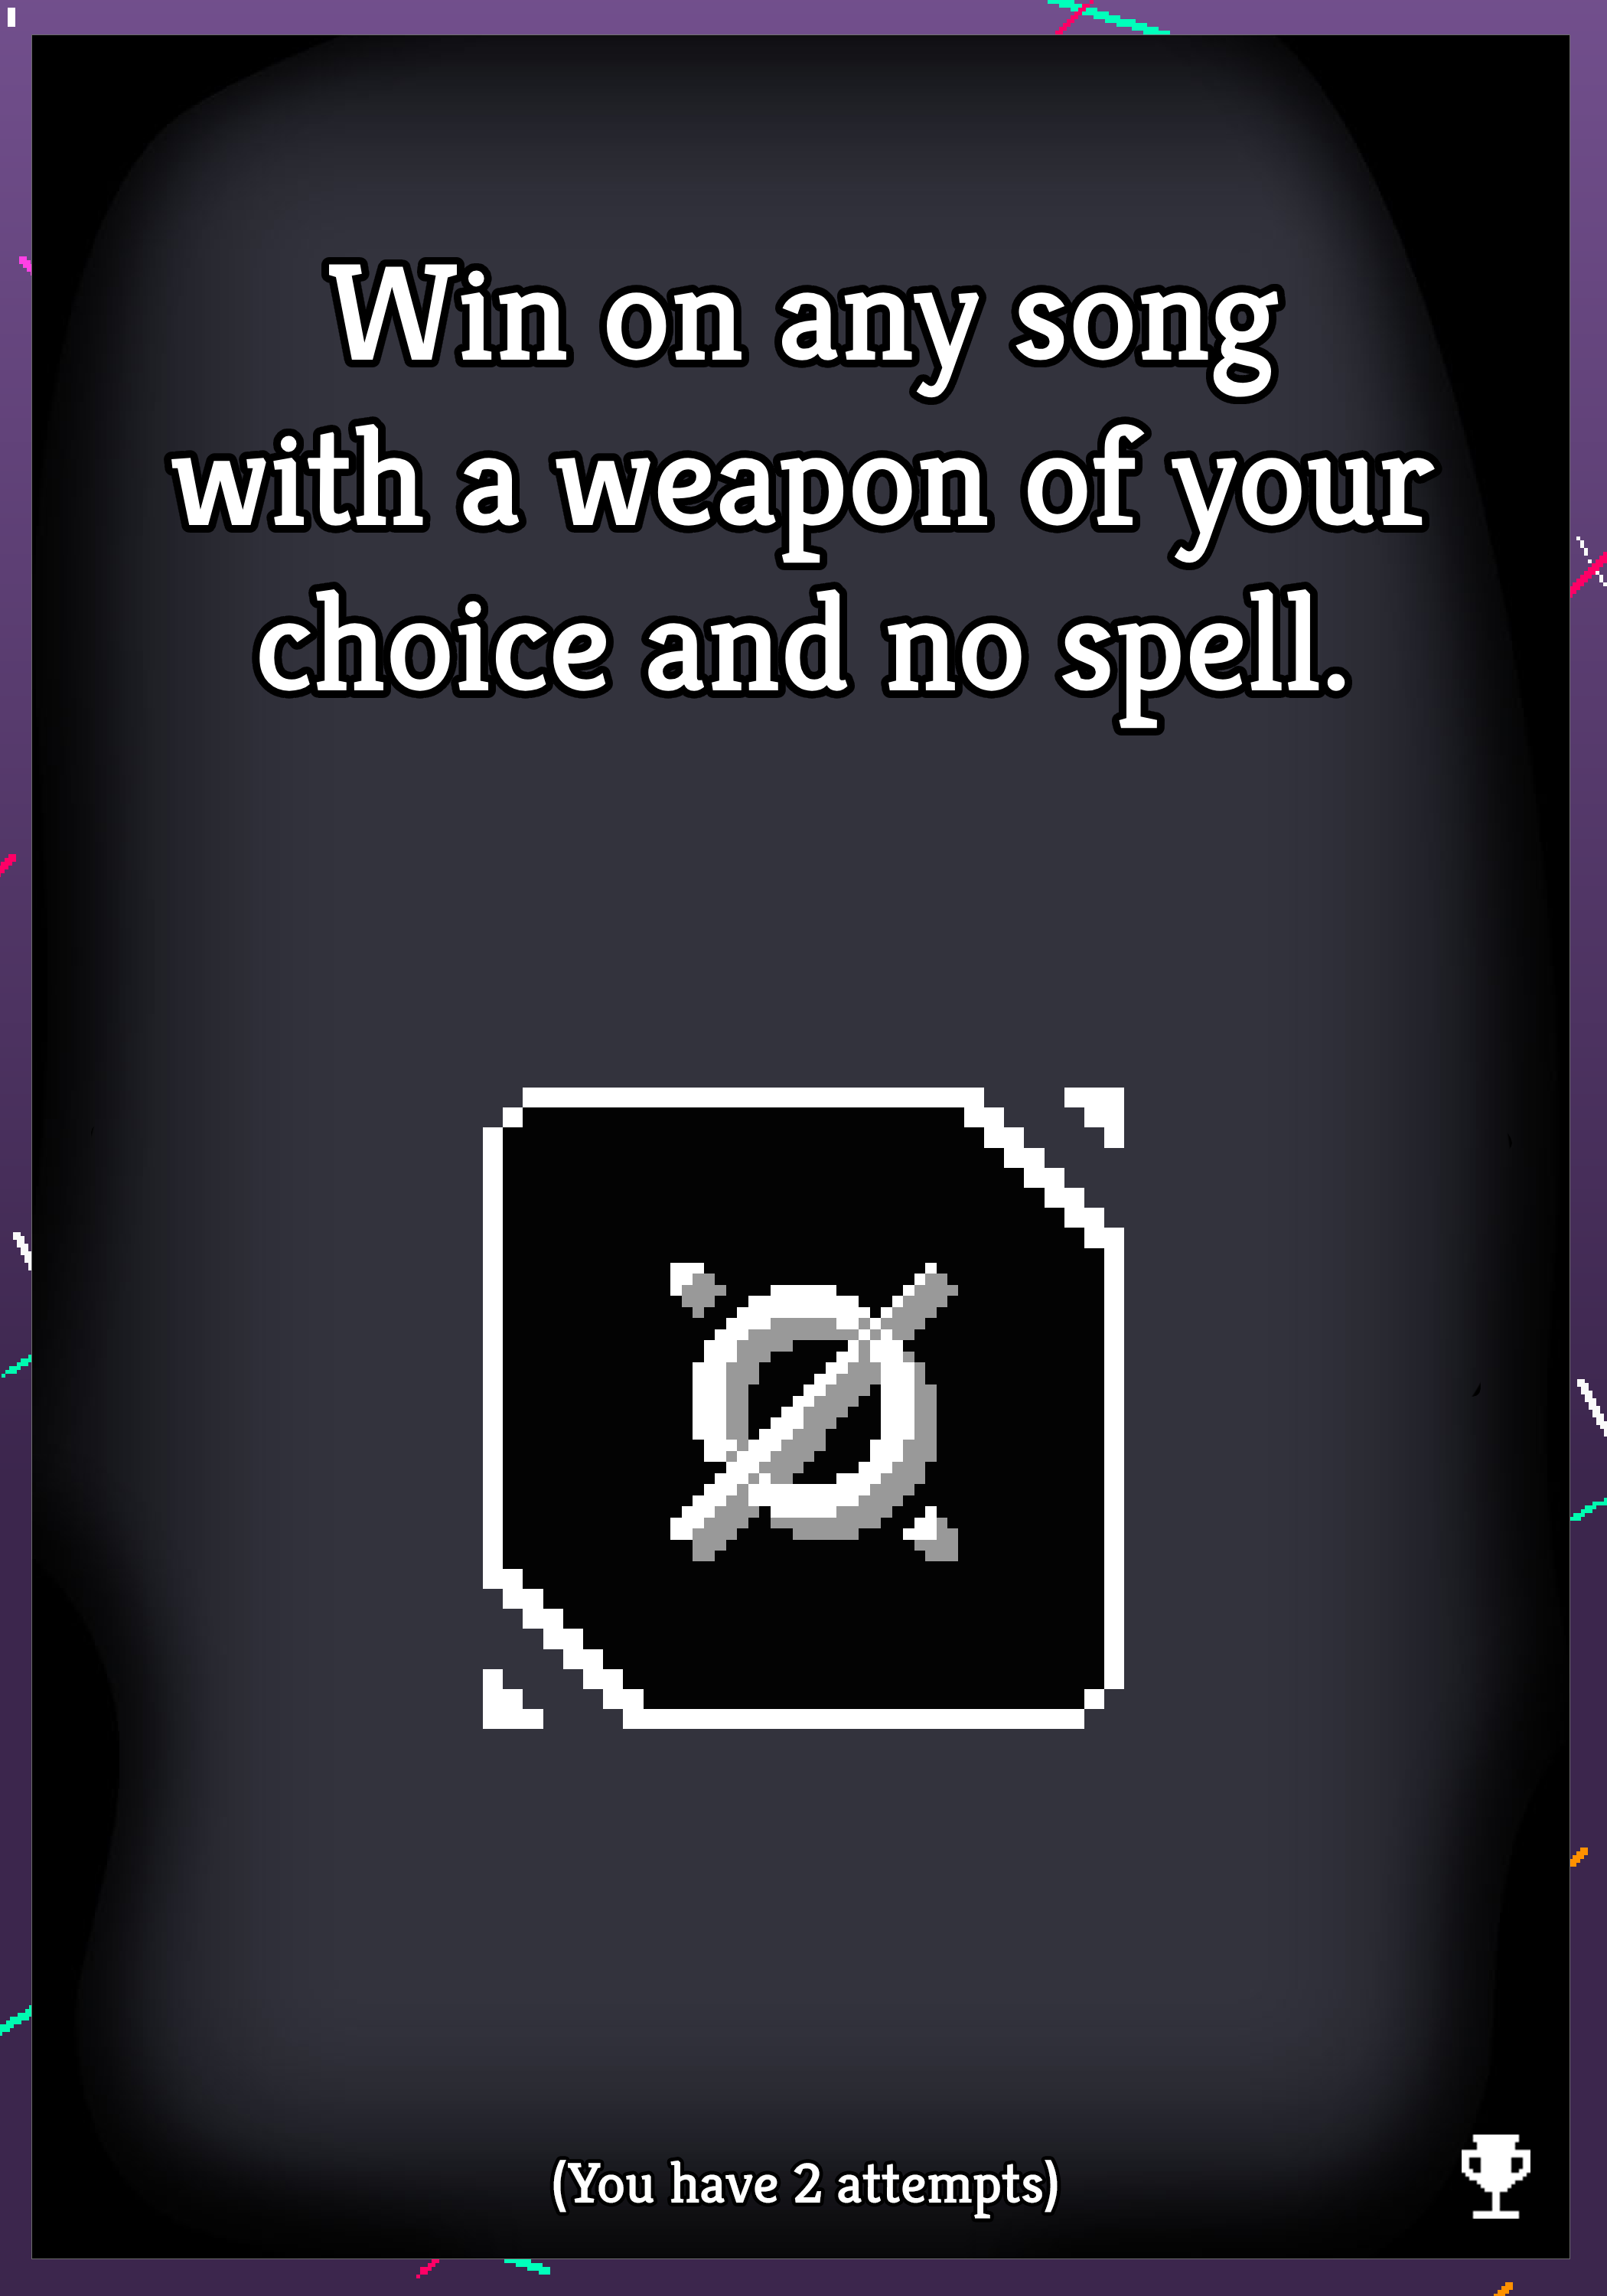 Win on any song
with a weapon of your
choice and no spell.
(You have 2 attempts)